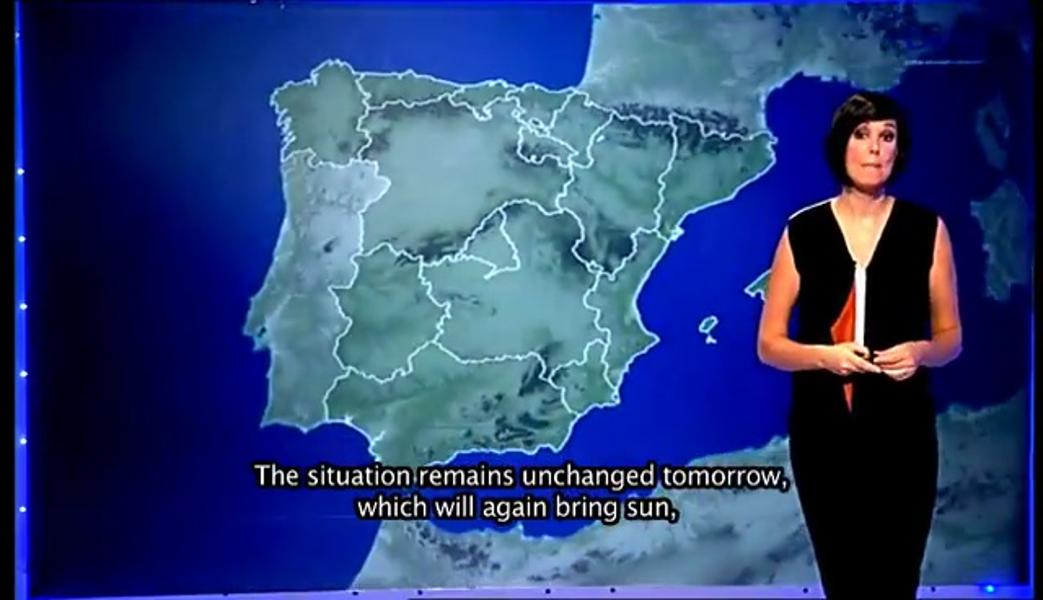 The situation remains unchanged tomorrow,
which will again bring sun,